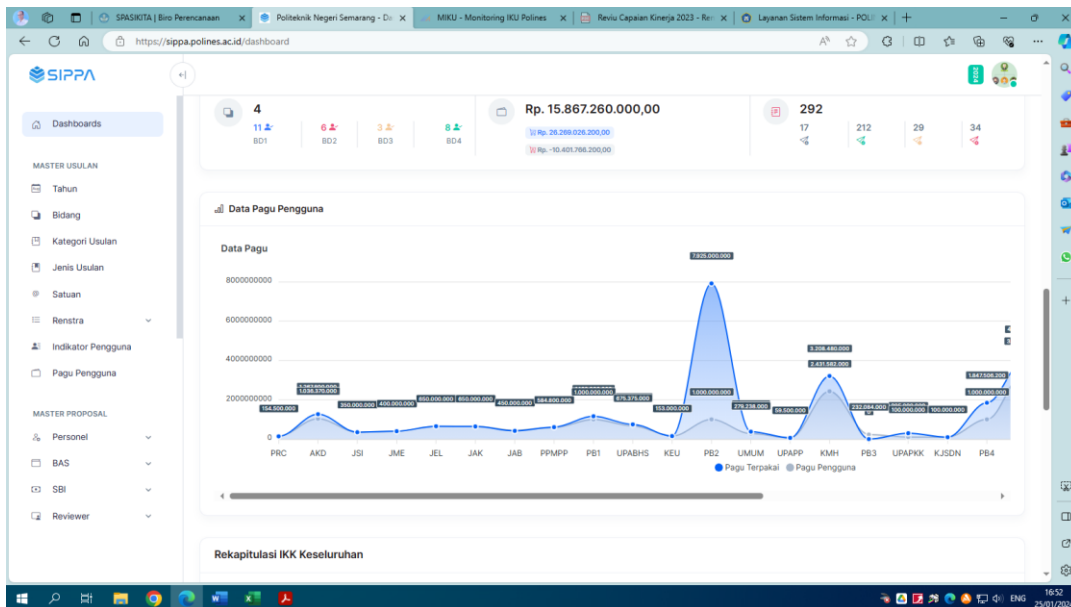 SPASIKITA | Biro Perencanaan
Politeknik Negeri Semarang - Da
MIKU - Monitoring IKU Polines
Reviu Capaian Kinerja 2023 - Ren
Layanan Sistem Informasi - POLI
https://sippa.polines.ac.id/dashboard
SIPPA
2024
Dashboards
MASTER USULAN
Tahun
Bidang
Kategori Usulan
Jenis Usulan
Satuan
Renstra
Indikator Pengguna
Pagu Pengguna
MASTER PROPOSAL
Personel
BAS
SBI
Reviewer
4
11 6 3 8
BD1 BD2 BD3 BD4
Rp. 15.867.260.000,00
Rp. 26.269.026.200,00
Rp. -10.401.766.200,00
292
17 212 29 34
Data Pagu Pengguna
Data Pagu
8000000000
6000000000
4000000000
2000000000
0
7.925.000.000
3.208.480.000
2.431.592.000
1.847.508.200
1.038.370.000
1.000.000.000
1.000.000.000
1.000.000.000
154.500.000
350.000.000
400.000.000
650.000.000
650.000.000
450.000.000
584.800.000
675.375.000
153.000.000
279.238.000
59.500.000
232.084.000
100.000.000
100.000.000
PRC AKD JSI JME JEL JAK JAB PPMPP PB1 UPABHS KEU PB2 UMUM UPAPP KMH PB3 UPAPKK KJSDN PB4
Pagu Terpakai Pagu Pengguna
Rekapitulasi IKK Keseluruhan
ENG
16:52
25/01/202